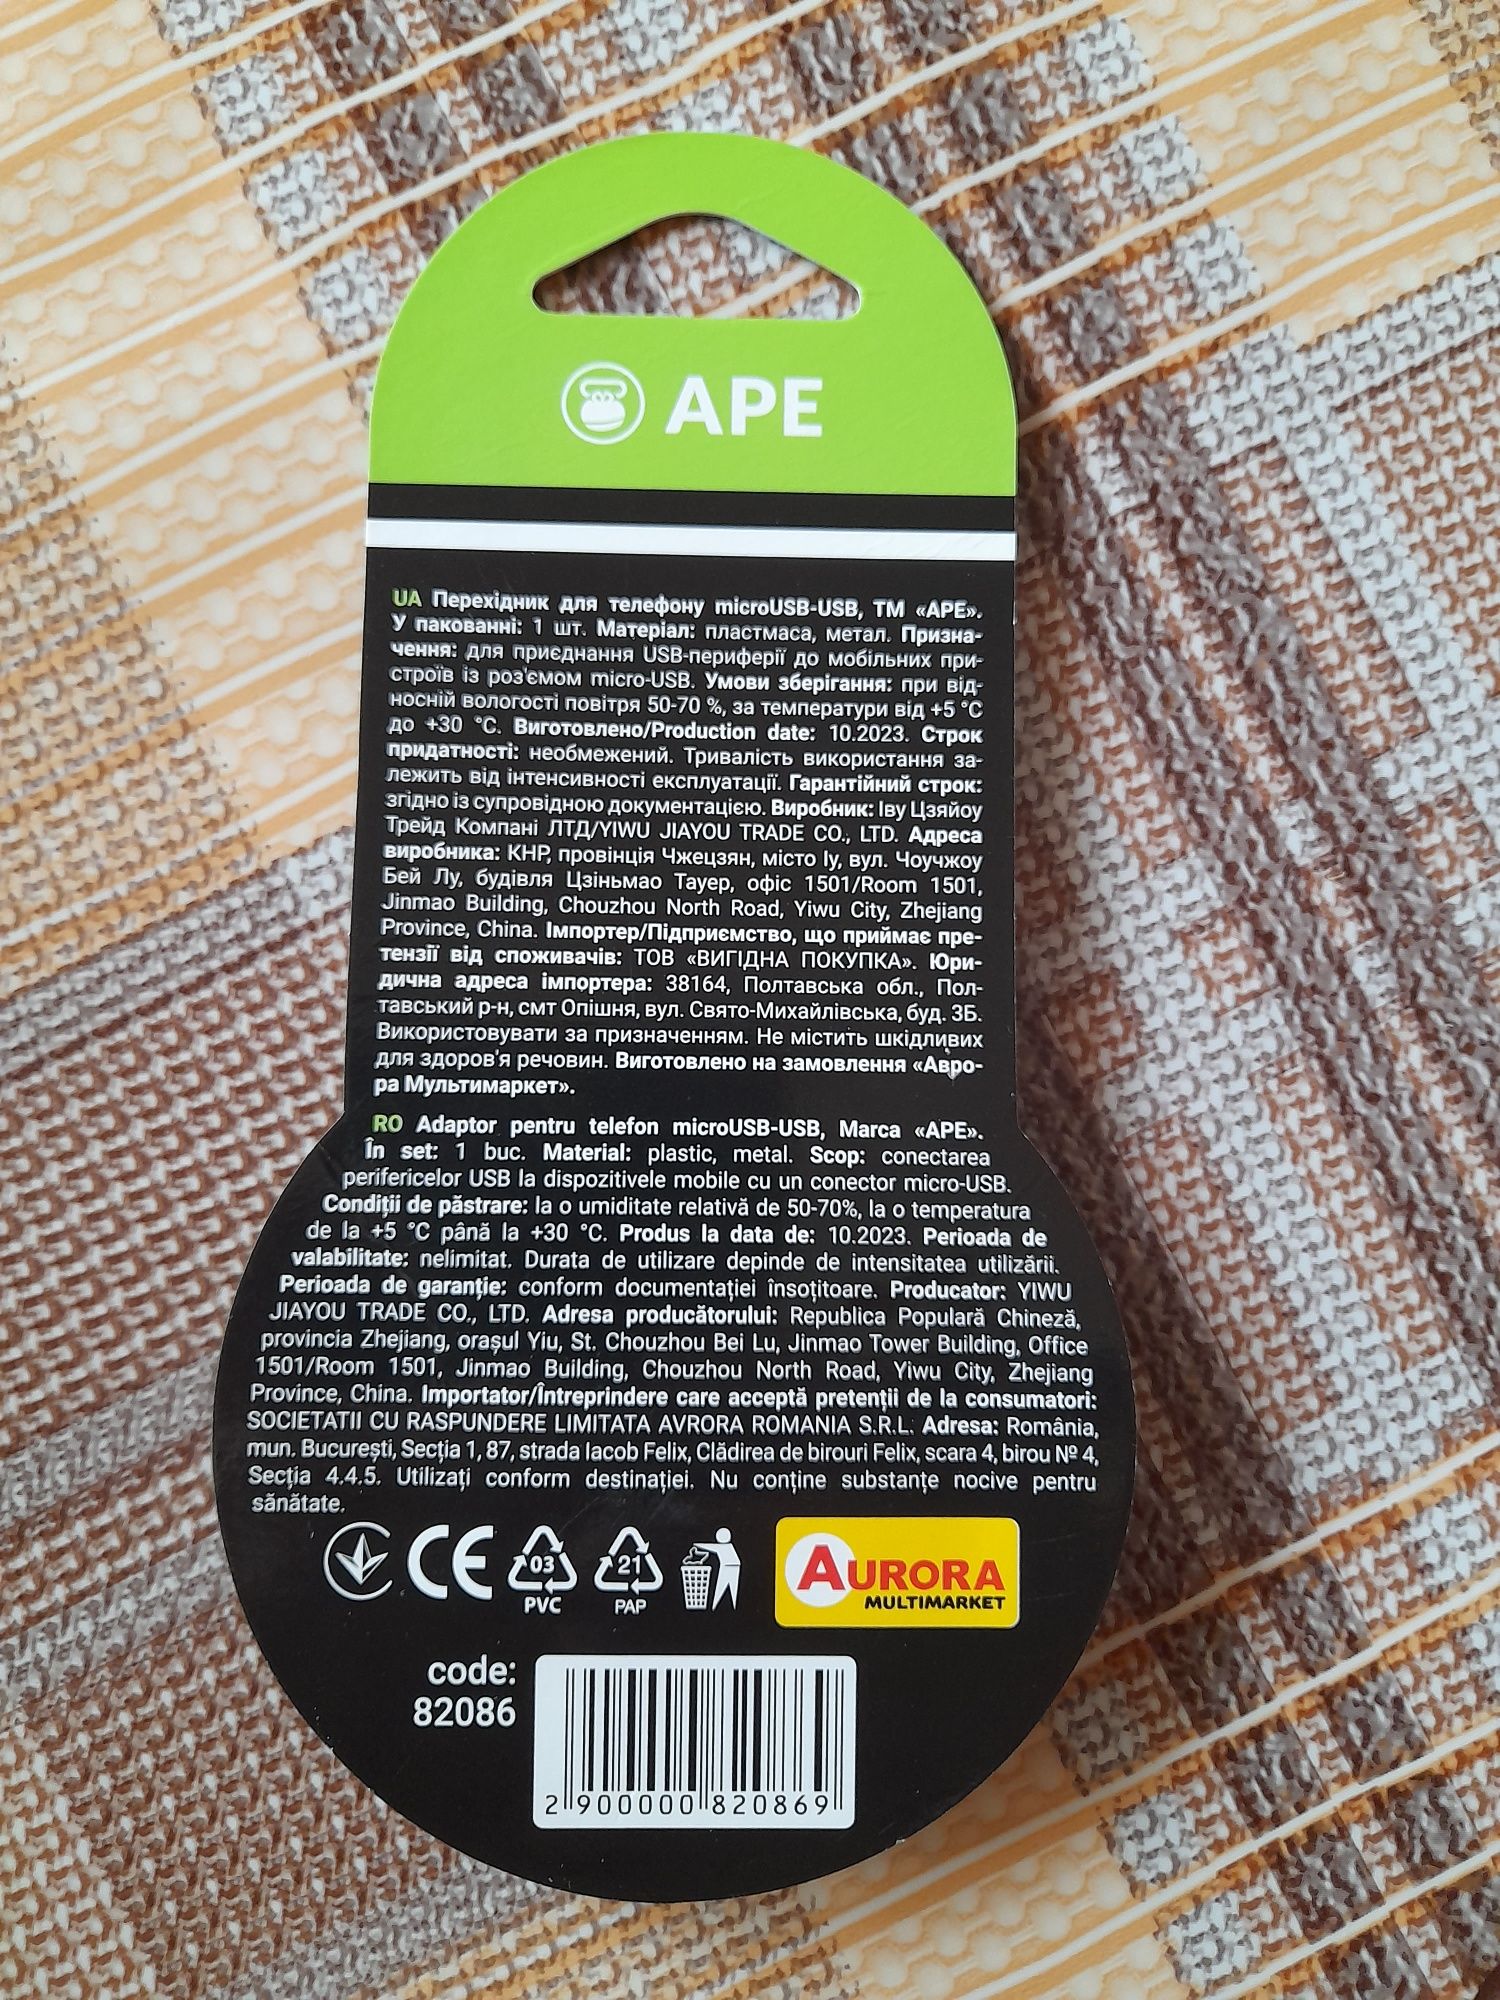 APE
UA Перехідник для телефону microUSB-USB, ТМ «APE».
У пакованні: 1 шт. Матеріал: пластмаса, метал. Призна-
чення: для приєднання USB-периферії до мобільних при-
строїв із роз'ємом micro-USB. Умови зберігання: при від-
носній вологості повітря 50-70 %, за температури від +5 °C
до +30 °C. Виготовлено/Production date: 10.2023. Строк
придатності: необмежений. Тривалість використання за-
лежить від інтенсивності експлуатації. Гарантійний строк:
згідно із супровідною документацією. Виробник: Іву Цзяйоу
Трейд Компані ЛТД/YIWU JIAYOU TRADE CO., LTD. Адреса
виробника: КНР, провінція Чжецзян, місто Іу, вул. Чоучжоу
Бей Лу, будівля Цзіньмао Тауер, офіс 1501/Room 1501,
Jinmao Building, Chouzhou North Road, Yiwu City, Zhejiang
Province, China. Імпортер/Підприємство, що приймає пре-
тензії від споживачів: ТОВ «ВИГІДНА ПОКУПКА». Юри-
дична адреса імпортера: 38164, Полтавська обл., Пол-
тавський р-н, смт Опішня, вул. Свято-Михайлівська, буд. 3Б.
Використовувати за призначенням. Не містить шкідливих
для здоров'я речовин. Виготовлено на замовлення «Авро-
ра Мультимаркет».
RO Adaptor pentru telefon microUSB-USB, Marca «APE».
În set: 1 buc. Material: plastic, metal. Scop: conectarea
perifericelor USB la dispozitivele mobile cu un conector micro-USB.
Condiții de păstrare: la o umiditate relativă de 50-70%, la o temperatura
de la +5 °C până la +30 °C. Produs la data de: 10.2023. Perioada de
valabilitate: nelimitat. Durata de utilizare depinde de intensitatea utilizării.
Perioada de garanție: conform documentației însoțitoare. Producator: YIWU
JIAYOU TRADE CO., LTD. Adresa producătorului: Republica Populară Chineză,
provincia Zhejiang, orașul Yiu, St. Chouzhou Bei Lu, Jinmao Tower Building, Office
1501/Room 1501, Jinmao Building, Chouzhou North Road, Yiwu City, Zhejiang
Province, China. Importator/Întreprindere care acceptă pretenții de la consumatori:
SOCIETATII CU RASPUNDERE LIMITATA AVRORA ROMANIA S.R.L. Adresa: România,
mun. București, Secția 1, 87, strada Iacob Felix, Clădirea de birouri Felix, scara 4, birou № 4,
Secția 4.4.5. Utilizați conform destinației. Nu conține substanțe nocive pentru
sănătate.
CE 03 PVC 21 PAP
AURORA
MULTIMARKET
code:
82086
2 900000 820869